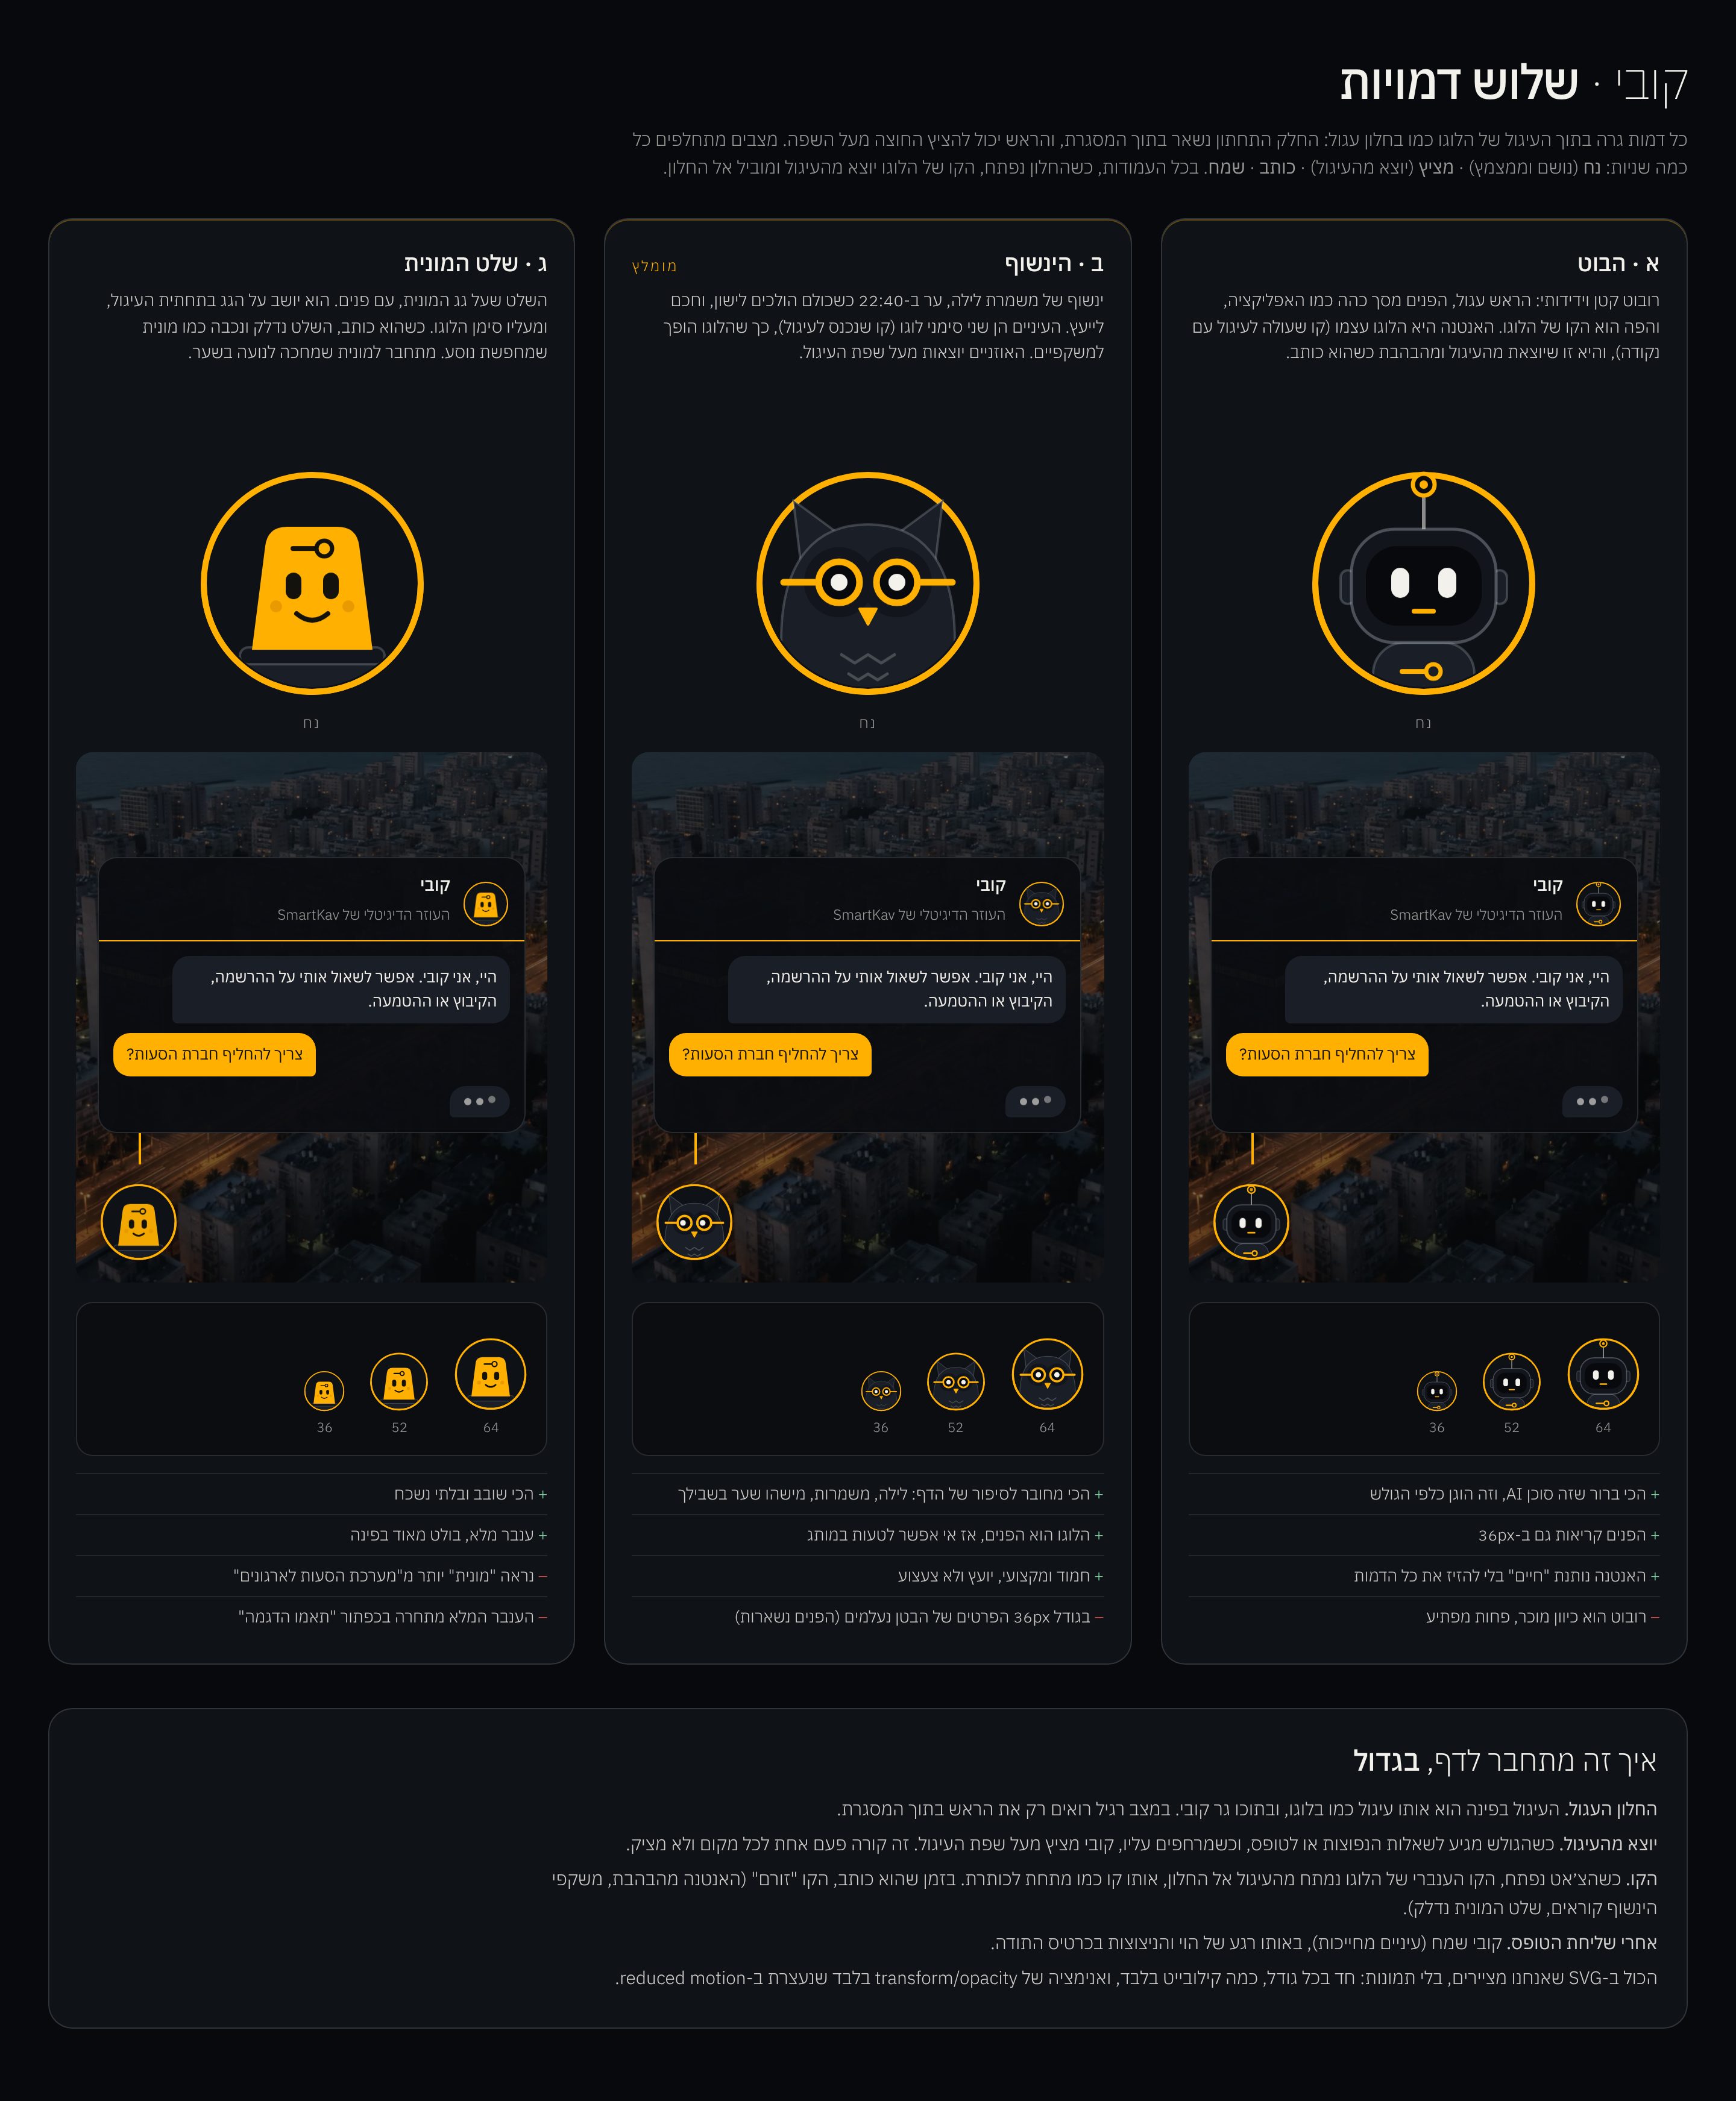 קובי · שלוש דמויות
כל דמות גרה בתוך העיגול של הלוגו כמו בחלון עגול: החלק התחתון נשאר בתוך המסגרת, והראש יכול להציץ החוצה מעל השפה. מצבים מתחלפים כל
כמה שניות: נח (נושם וממצמץ) · מציץ (יוצא מהעיגול) · כותב · שמח. בכל העמודות, כשהחלון נפתח, הקו של הלוגו יוצא מהעיגול ומוביל אל החלון.
א · הבוט
רובוט קטן וידידותי: הראש עגול, הפנים מסך כהה כמו האפליקציה,
והפה הוא הקו של הלוגו. האנטנה היא הלוגו עצמו (קו שעולה לעיגול עם
נקודה), והיא זו שיוצאת מהעיגול ומהבהבת כשהוא כותב.
נח
קובי
העוזר הדיגיטלי של SmartKav
היי, אני קובי. אפשר לשאול אותי על ההרשמה,
הקיבוץ או ההטמעה.
צריך להחליף חברת הסעות?
64
52
36
+ הכי ברור שזה סוכן AI, וזה הוגן כלפי הגולש
+ הפנים קריאות גם ב-36px
+ האנטנה נותנת "חיים" בלי להזיז את כל הדמות
– רובוט הוא כיוון מוכר, פחות מפתיע
ב · הינשוף
מומלץ
ינשוף של משמרת לילה, ער ב-22:40 כשכולם הולכים לישון, וחכם
לייעץ. העיניים הן שני סימני לוגו (קו שנכנס לעיגול), כך שהלוגו הופך
למשקפיים. האוזניים יוצאות מעל שפת העיגול.
נח
קובי
העוזר הדיגיטלי של SmartKav
היי, אני קובי. אפשר לשאול אותי על ההרשמה,
הקיבוץ או ההטמעה.
צריך להחליף חברת הסעות?
64
52
36
+ הכי מחובר לסיפור של הדף: לילה, משמרות, מישהו שער בשבילך
+ הלוגו הוא הפנים, אז אי אפשר לטעות במותג
+ חמוד ומקצועי, יועץ ולא צעצוע
– בגודל 36px הפרטים של הבטן נעלמים (הפנים נשארות)
ג · שלט המונית
השלט שעל גג המונית, עם פנים. הוא יושב על הגג בתחתית העיגול,
ומעליו סימן הלוגו. כשהוא כותב, השלט נדלק ונכבה כמו מונית
שמחפשת נוסע. מתחבר למונית שמחכה לנועה בשער.
נח
קובי
העוזר הדיגיטלי של SmartKav
היי, אני קובי. אפשר לשאול אותי על ההרשמה,
הקיבוץ או ההטמעה.
צריך להחליף חברת הסעות?
64
52
36
+ הכי שובב ובלתי נשכח
+ ענבר מלא, בולט מאוד בפינה
– נראה "מונית" יותר מ"מערכת הסעות לארגונים"
– הענבר המלא מתחרה בכפתור "תאמו הדגמה"
איך זה מתחבר לדף, בגדול
החלון העגול. העיגול בפינה הוא אותו עיגול כמו בלוגו, ובתוכו גר קובי. במצב רגיל רואים רק את הראש בתוך המסגרת.
יוצא מהעיגול. כשהגולש מגיע לשאלות הנפוצות או לטופס, וכשמרחפים עליו, קובי מציץ מעל שפת העיגול. זה קורה פעם אחת לכל מקום ולא מציק.
הקו. כשהצ׳אט נפתח, הקו הענברי של הלוגו נמתח מהעיגול אל החלון, אותו קו כמו מתחת לכותרת. בזמן שהוא כותב, הקו "זורם" (האנטנה מהבהבת, משקפי
הינשוף קוראים, שלט המונית נדלק).
אחרי שליחת הטופס. קובי שמח (עיניים מחייכות), באותו רגע של הוי והניצוצות בכרטיס התודה.
הכול ב-SVG שאנחנו מציירים, בלי תמונות: חד בכל גודל, כמה קילובייט בלבד, ואנימציה של transform/opacity בלבד שנעצרת ב-reduced motion.